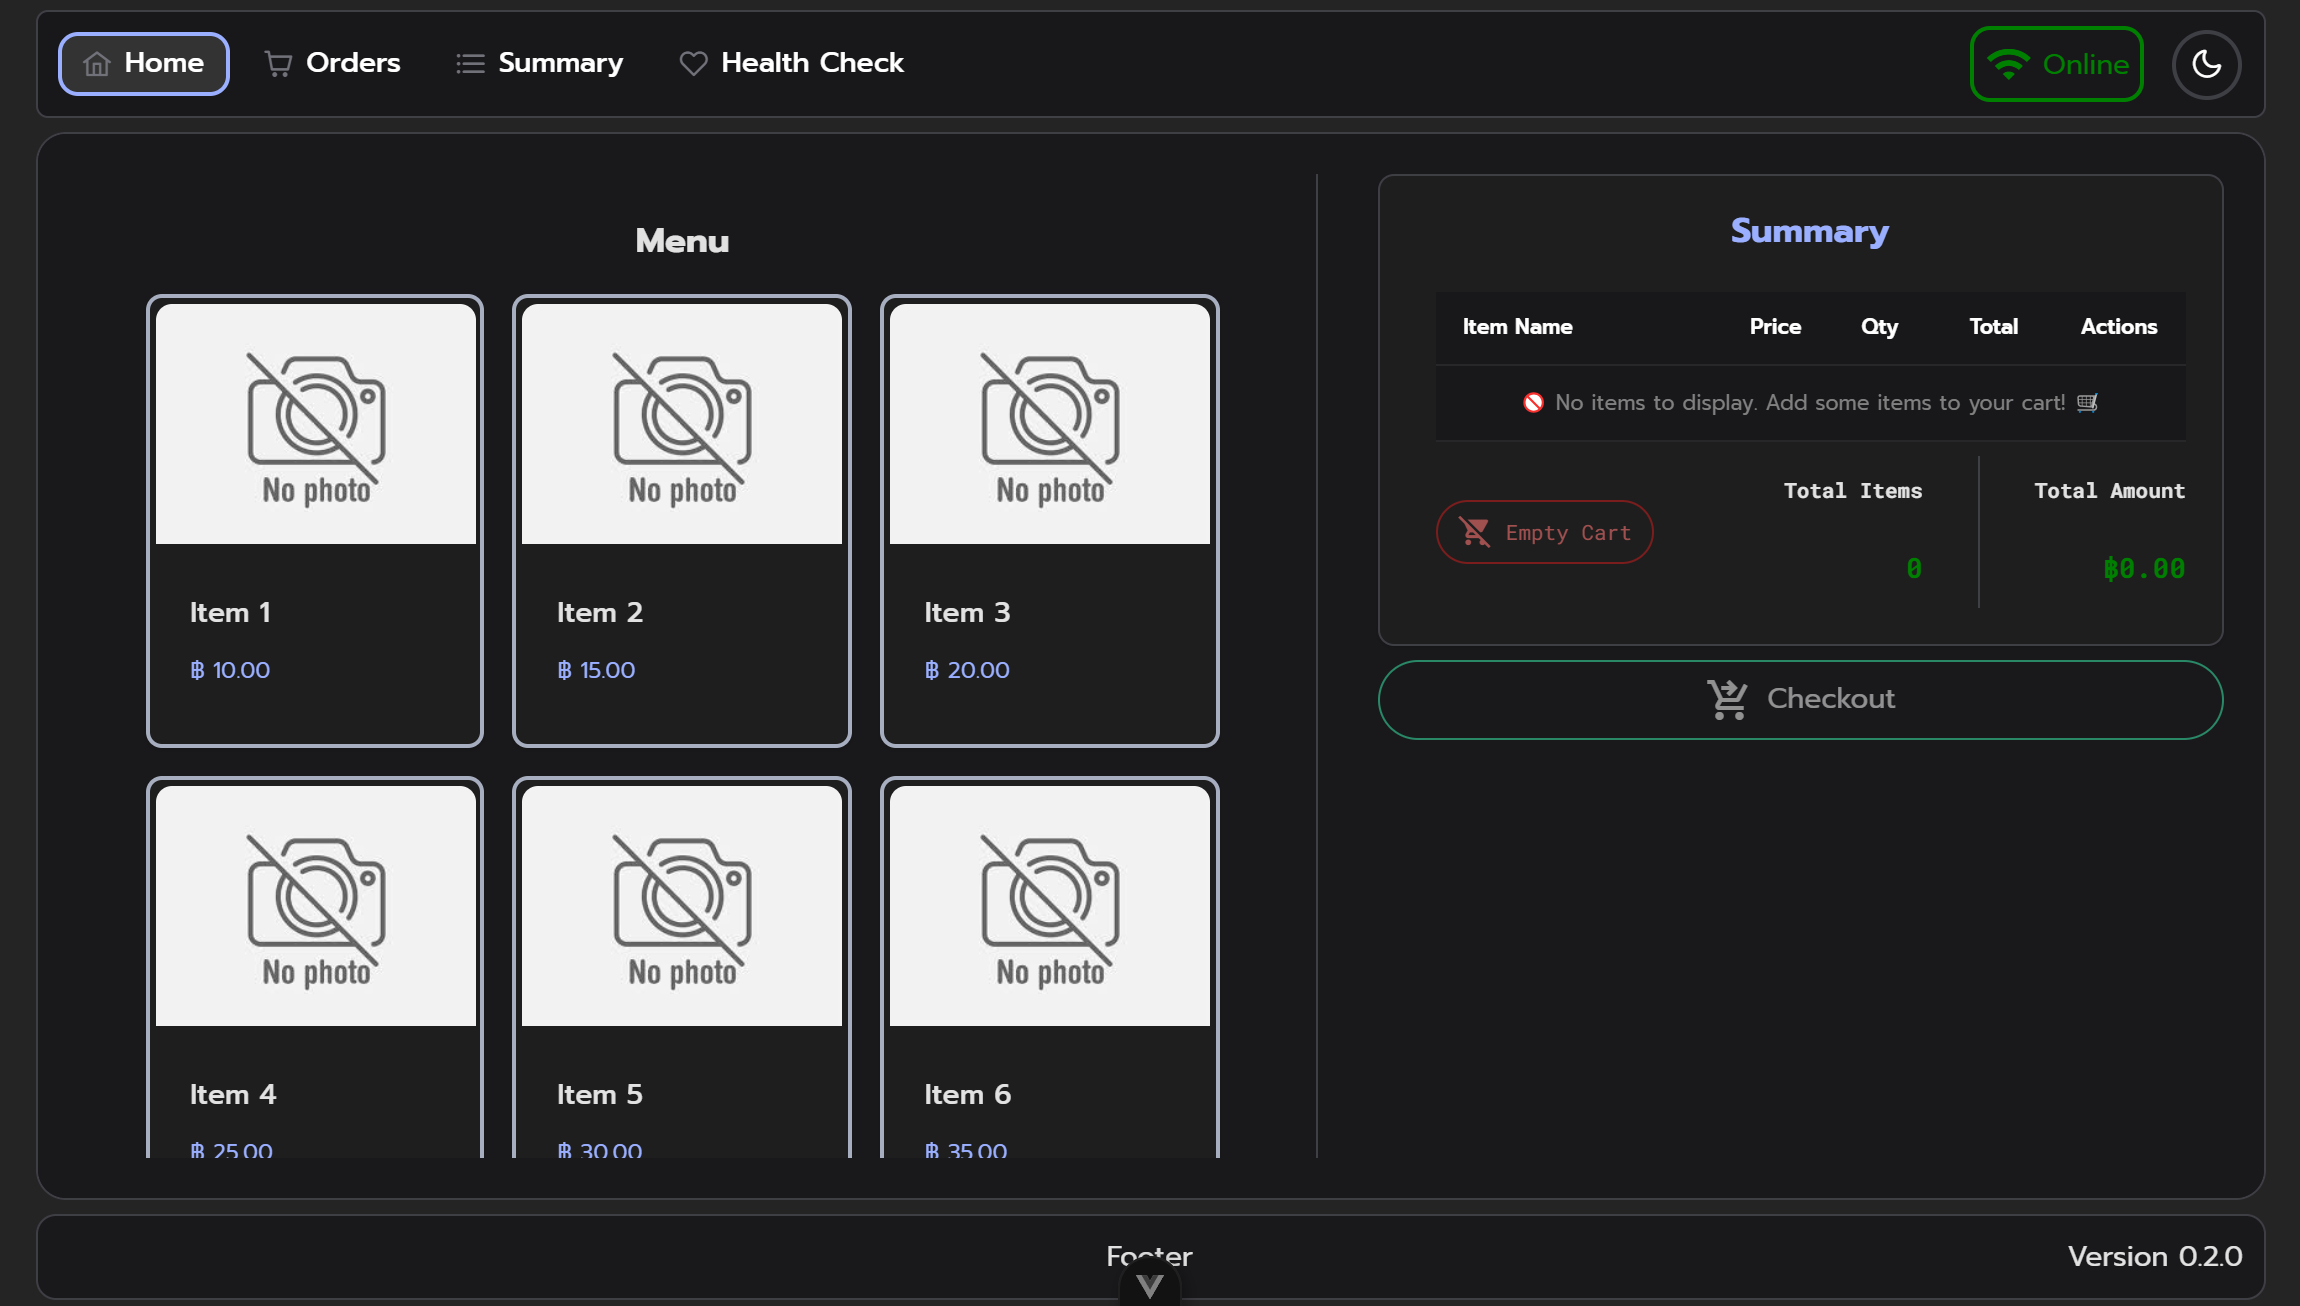 Home Orders Summary Health Check Online
Menu
No photo No photo No photo
Item 1 Item 2 Item 3
฿ 10.00 ฿ 15.00 ฿ 20.00
No photo No photo No photo
Item 4 Item 5 Item 6
฿ 25.00 ฿ 30.00 ฿ 35.00
Summary
Item Name Price Qty Total Actions
🚫 No items to display. Add some items to your cart! 🛒
Total Items Total Amount
Empty Cart
0 ฿0.00
Checkout
Footer
Version 0.2.0